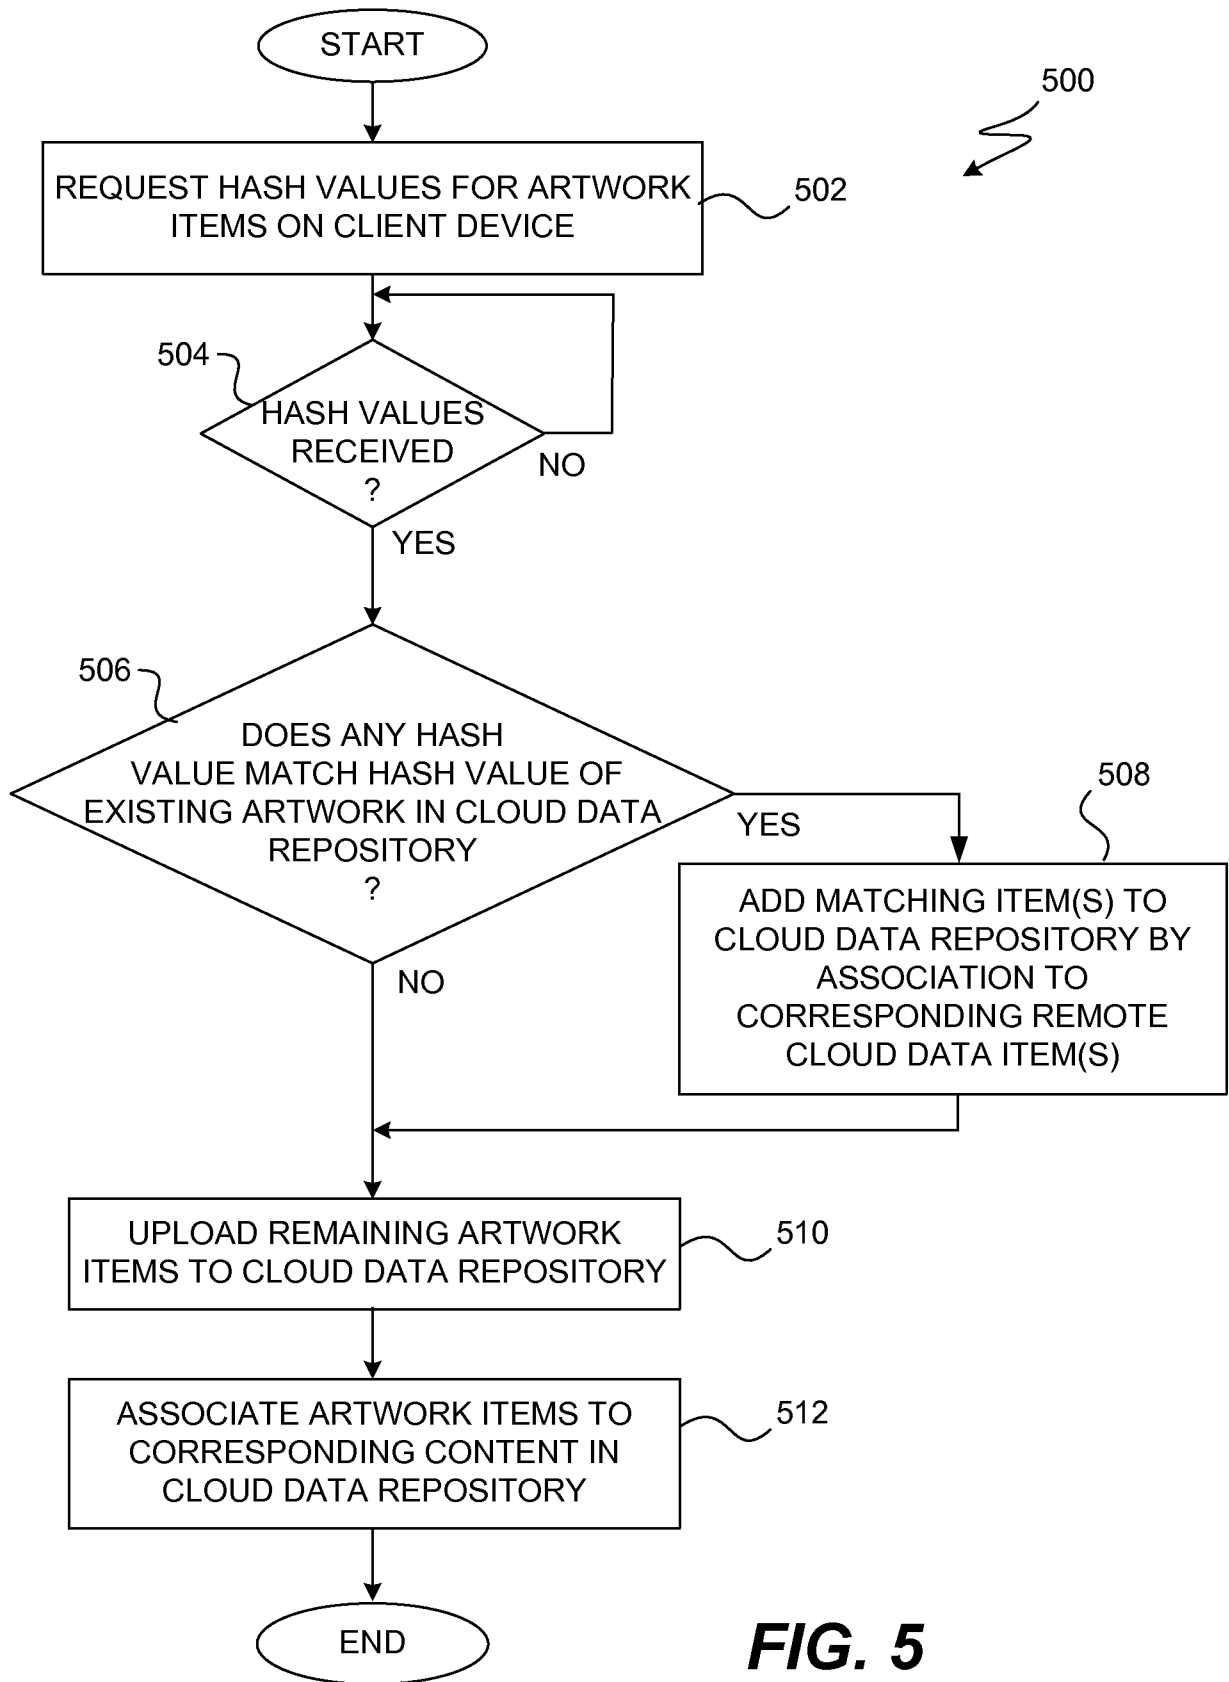 START
500
REQUEST HASH VALUES FOR ARTWORK
ITEMS ON CLIENT DEVICE
502
504
HASH VALUES
RECEIVED
?
NO
YES
506
DOES ANY HASH
VALUE MATCH HASH VALUE OF
EXISTING ARTWORK IN CLOUD DATA
REPOSITORY
?
YES
NO
508
ADD MATCHING ITEM(S) TO
CLOUD DATA REPOSITORY BY
ASSOCIATION TO
CORRESPONDING REMOTE
CLOUD DATA ITEM(S)
UPLOAD REMAINING ARTWORK
ITEMS TO CLOUD DATA REPOSITORY
510
ASSOCIATE ARTWORK ITEMS TO
CORRESPONDING CONTENT IN
CLOUD DATA REPOSITORY
512
END
FIG. 5